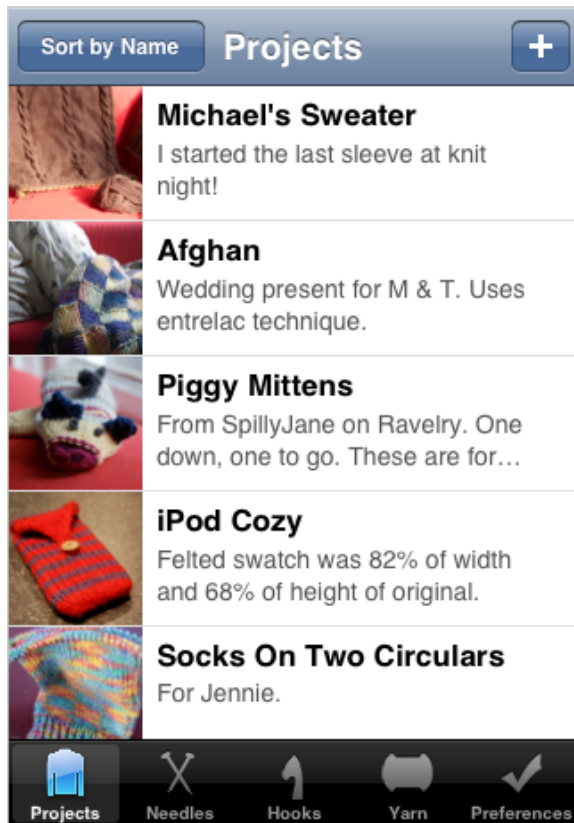 Sort by Name
Projects
+
Michael's Sweater
I started the last sleeve at knit
night!
Afghan
Wedding present for M & T. Uses
entrelac technique.
Piggy Mittens
From SpillyJane on Ravelry. One
down, one to go. These are for…
iPod Cozy
Felted swatch was 82% of width
and 68% of height of original.
Socks On Two Circulars
For Jennie.
Projects
Needles
Hooks
Yarn
Preferences